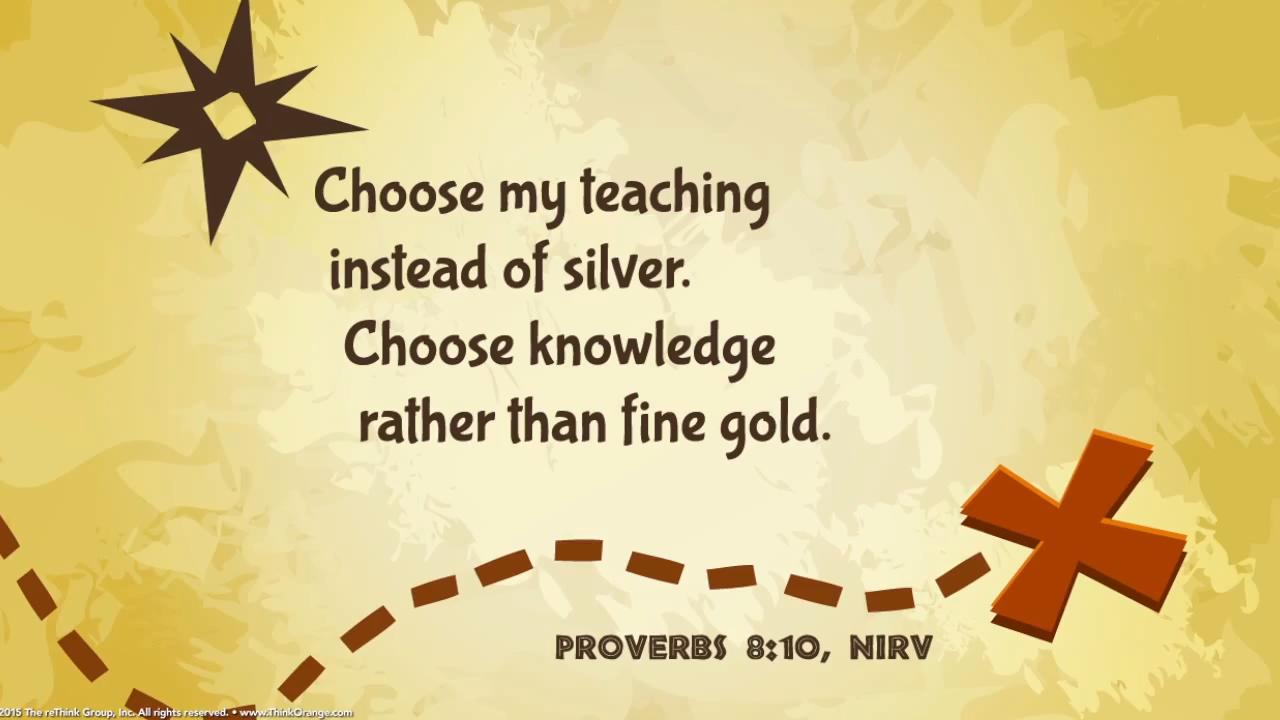 Choose my teaching
instead of silver.
Choose knowledge
rather than fine gold.
PROVERBS 8:10, NIRV
2015 The reThink Group, Inc. All rights reserved. • www.ThinkOrange.com